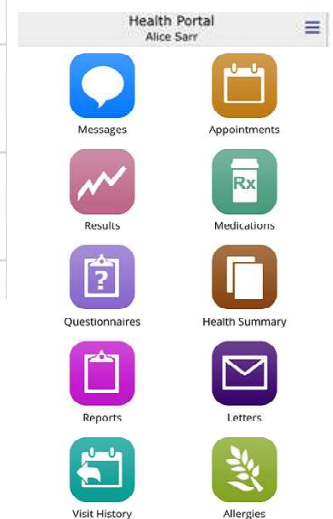 Health Portal
Alice Sarr
Messages
Appointments
Rx
Results
Medications
?
Questionnaires
Health Summary
Reports
Letters
Visit History
Allergies